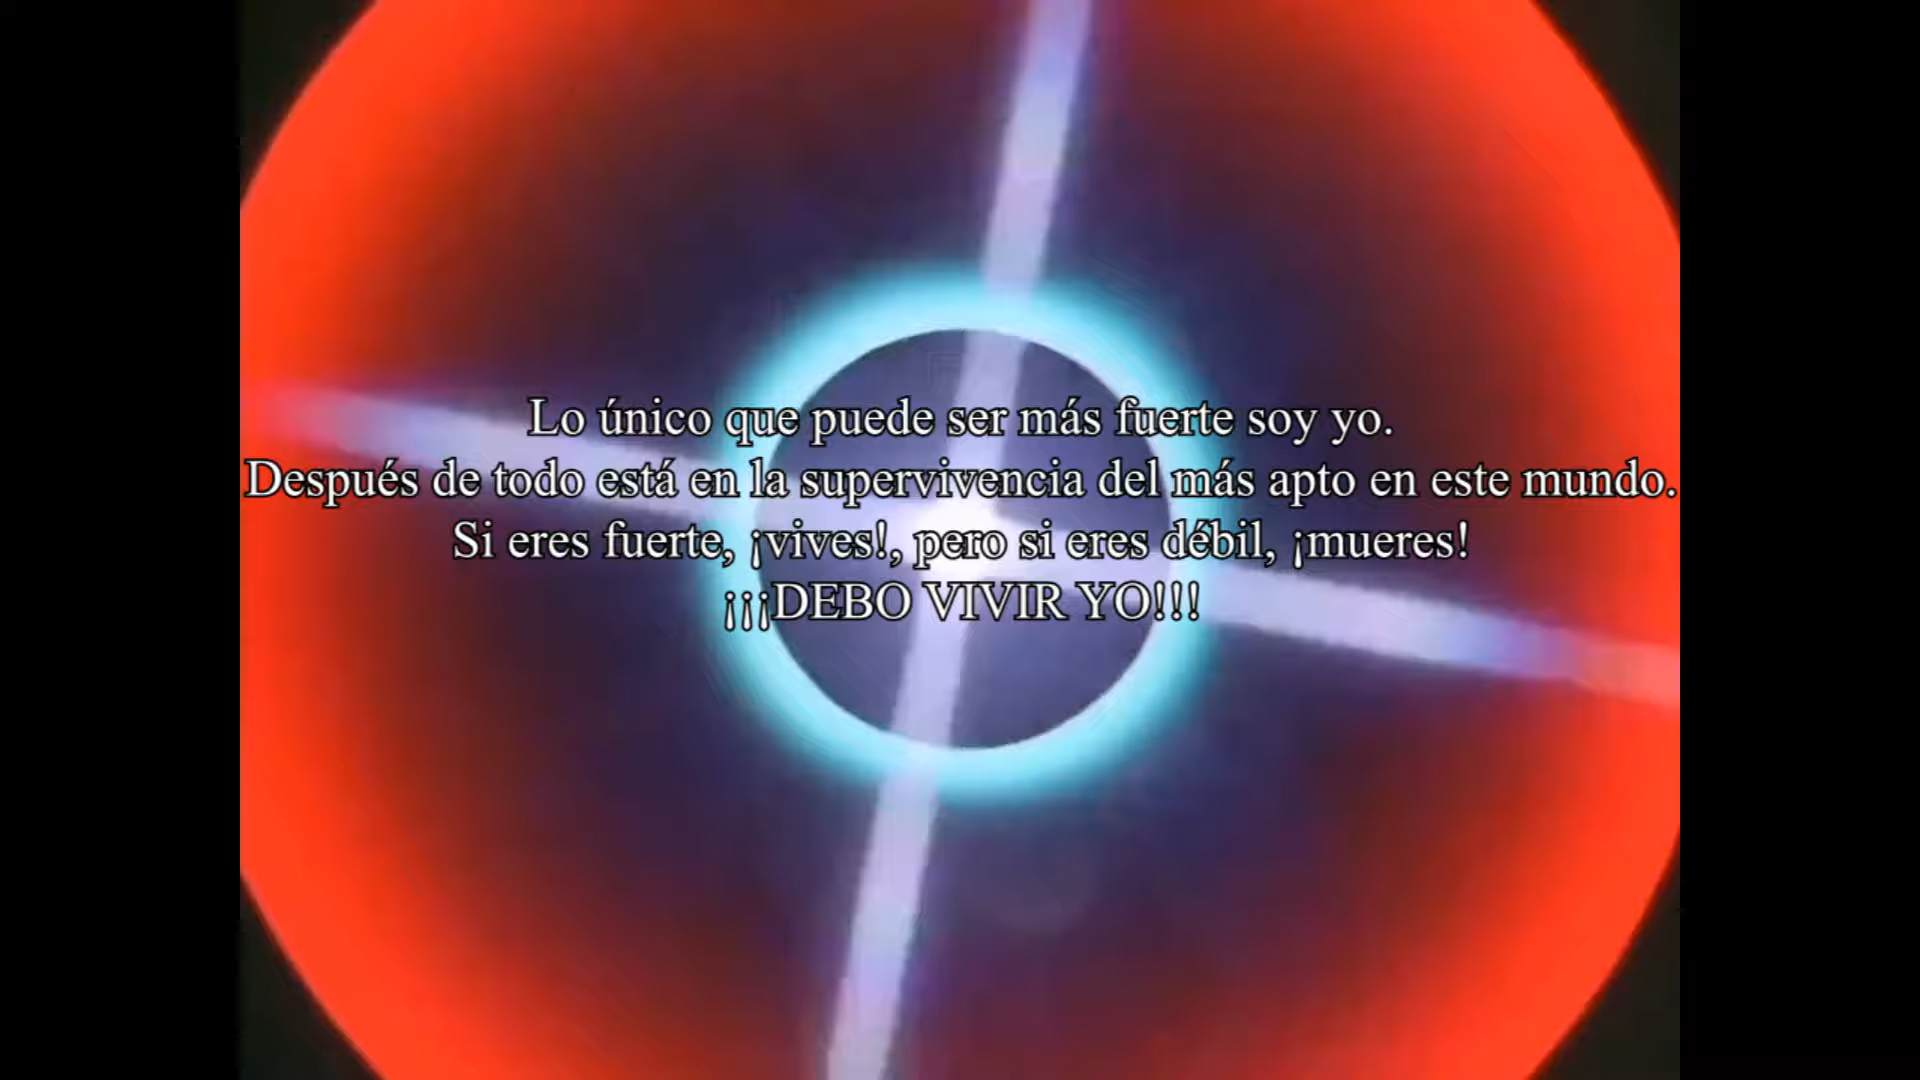 Lo único que puede ser más fuerte soy yo.
Después de todo está en la supervivencia del más apto en este mundo.
Si eres fuerte, ¡vives!, pero si eres débil, ¡mueres!
¡¡¡DEBO VIVIR YO!!!